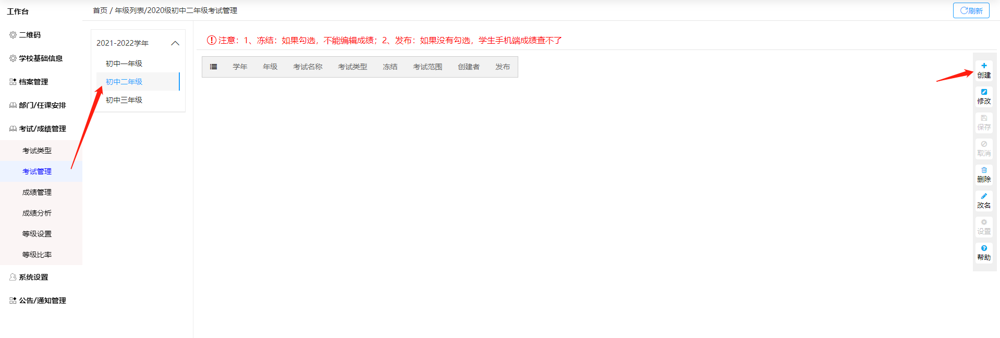 工作台
二维码
学校基础信息
档案管理
部门/任课安排
考试/成绩管理
考试类型
考试管理
成绩管理
成绩分析
等级设置
等级比率
系统设置
公告/通知管理
首页 / 年级列表/2020级初中二年级考试管理
刷新
2021-2022学年
初中一年级
初中二年级
初中三年级
注意：1、冻结：如果勾选，不能编辑成绩；2、发布：如果没有勾选，学生手机端成绩查不了
学年 年级 考试名称 考试类型 冻结 考试范围 创建者 发布
创建
修改
保存
取消
删除
改名
设置
帮助